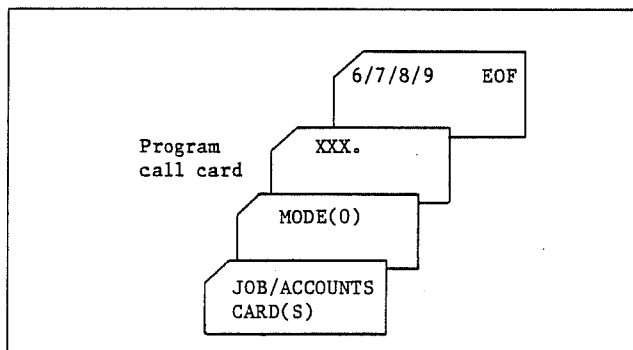 6/7/8/9 EOF
Program
call card
XXX.
MODE(0)
JOB/ACCOUNTS
CARD(S)